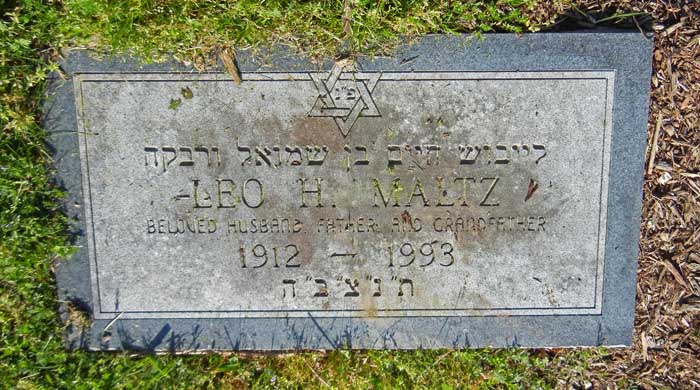 פ"נ
לייבוש חיים בן שמואל ורבקה
LEO H. MALTZ
BELOVED HUSBAND, FATHER, AND GRANDFATHER
1912 — 1993
ת"נ"צ"ב"ה